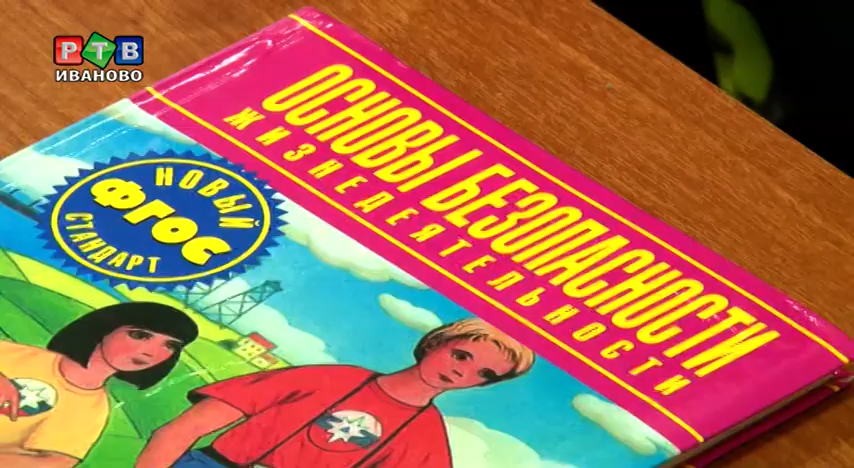 РТВ
ИВАНОВО
ОСНОВЫ БЕЗОПАСНОСТИ
ЖИЗНЕДЕЯТЕЛЬНОСТИ
НОВЫЙ
ФГОС
СТАНДАРТ